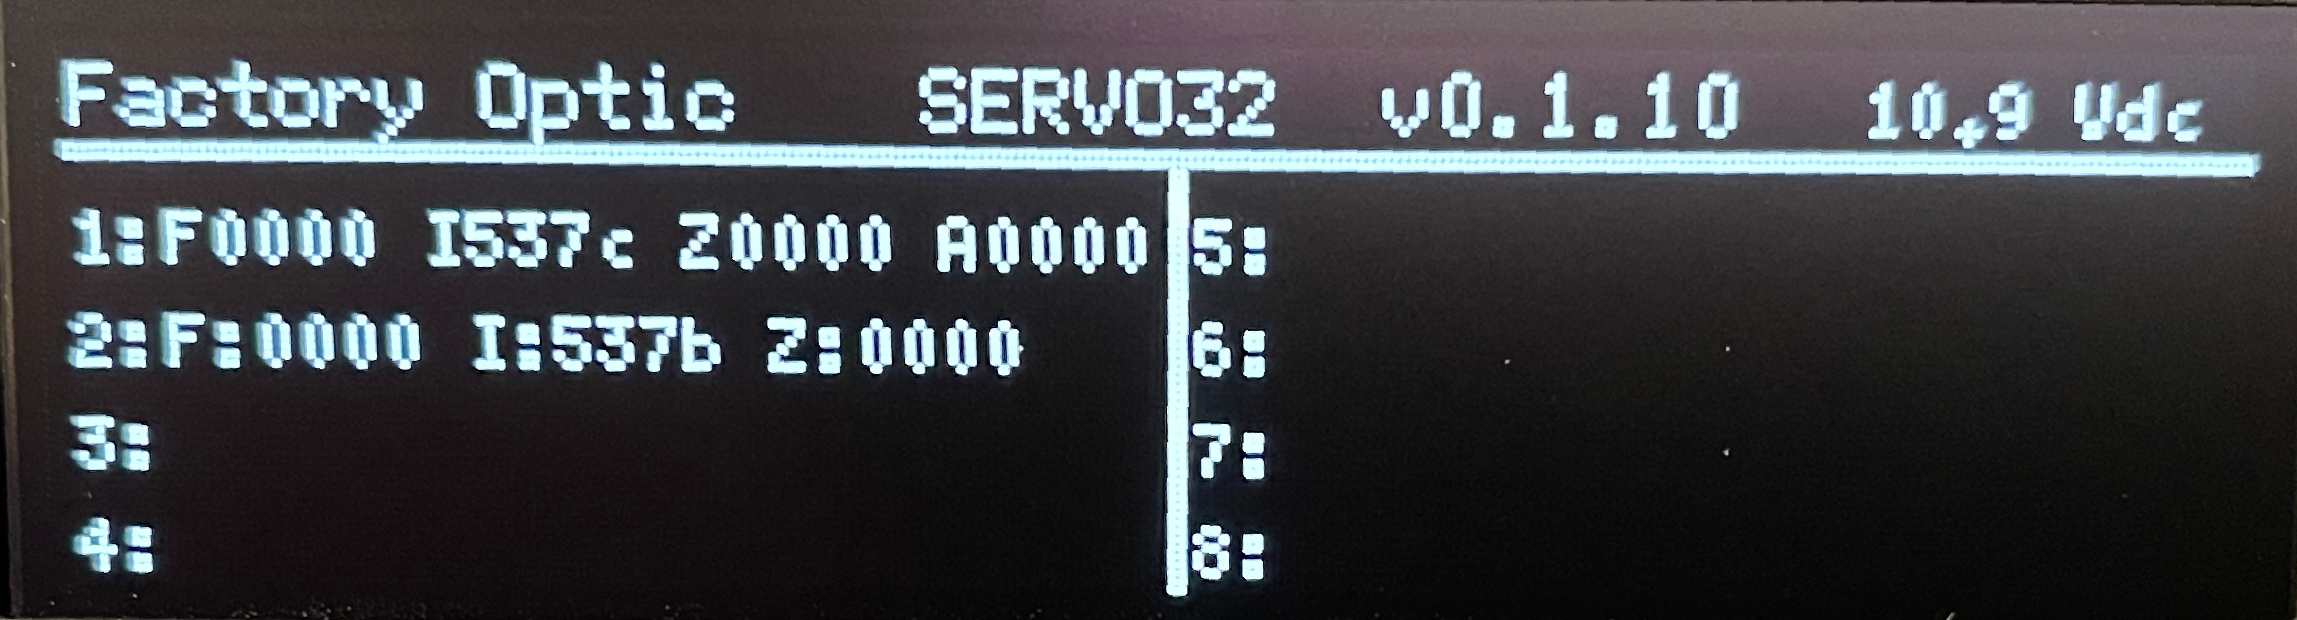 Factory Optic SERVO32 v0.1.10 10.9 Vdc
1:F0000 I537c Z0000 A0000
2:F:0000 I:537b Z:0000
3:
4:
5:
6:
7:
8: